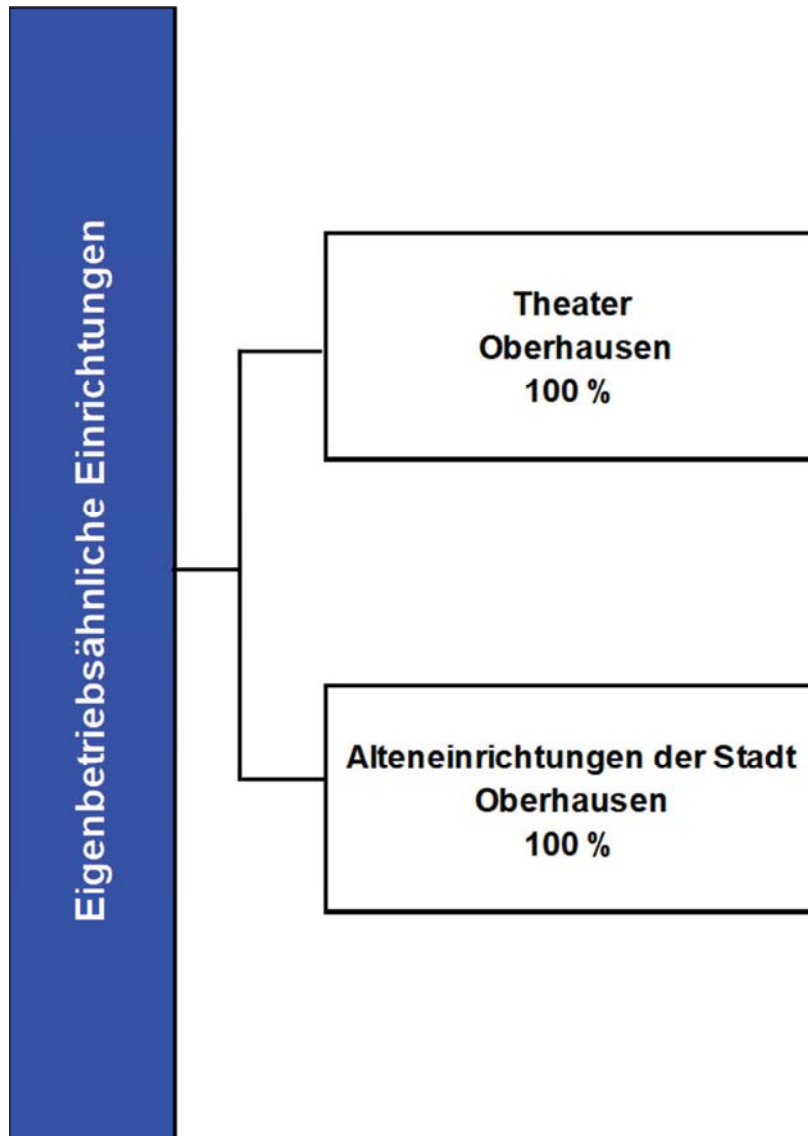 Eigenbetriebsähnliche Einrichtungen
Theater
Oberhausen
100 %
Alteneinrichtungen der Stadt
Oberhausen
100 %